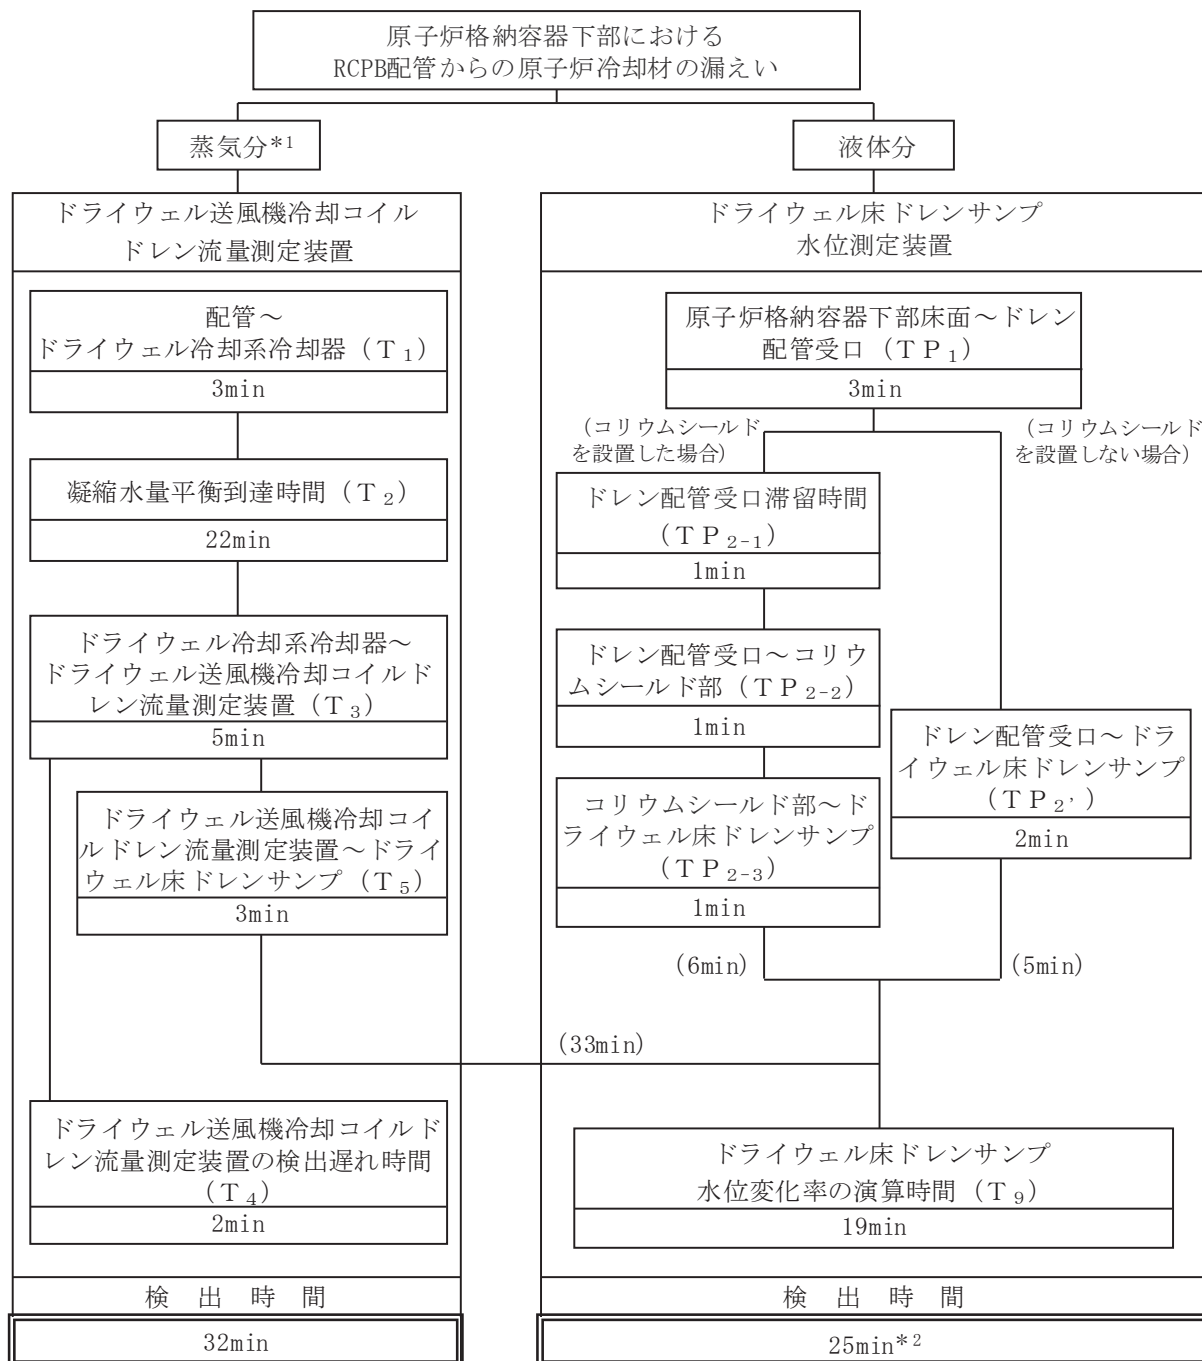 原子炉格納容器下部における
RCPB配管からの原子炉冷却材の漏えい
蒸気分*1
液体分
ドライウェル送風機冷却コイル
ドレン流量測定装置
配管～
ドライウェル冷却系冷却器（T1）
3min
凝縮水量平衡到達時間（T2）
22min
ドライウェル冷却系冷却器～
ドライウェル送風機冷却コイルド
レン流量測定装置（T3）
5min
ドライウェル送風機冷却コイ
ルドレン流量測定装置～ドライ
ウェル床ドレンサンプ（T5）
3min
ドライウェル送風機冷却コイルド
レン流量測定装置の検出遅れ時間
（T4）
2min
検出時間
32min
ドライウェル床ドレンサンプ
水位測定装置
原子炉格納容器下部床面～ドレン
配管受口（TP1）
3min
（コリウムシールド
を設置した場合）
（コリウムシールド
を設置しない場合）
ドレン配管受口滞留時間
（TP2-1）
1min
ドレン配管受口～コリウ
ムシールド部（TP2-2）
1min
コリウムシールド部～ド
ライウェル床ドレンサンプ
（TP2-3）
1min
ドレン配管受口～ドラ
イウェル床ドレンサンプ
（TP2'）
2min
(6min)
(5min)
(33min)
ドライウェル床ドレンサンプ
水位変化率の演算時間（T9）
19min
検出時間
25min*2